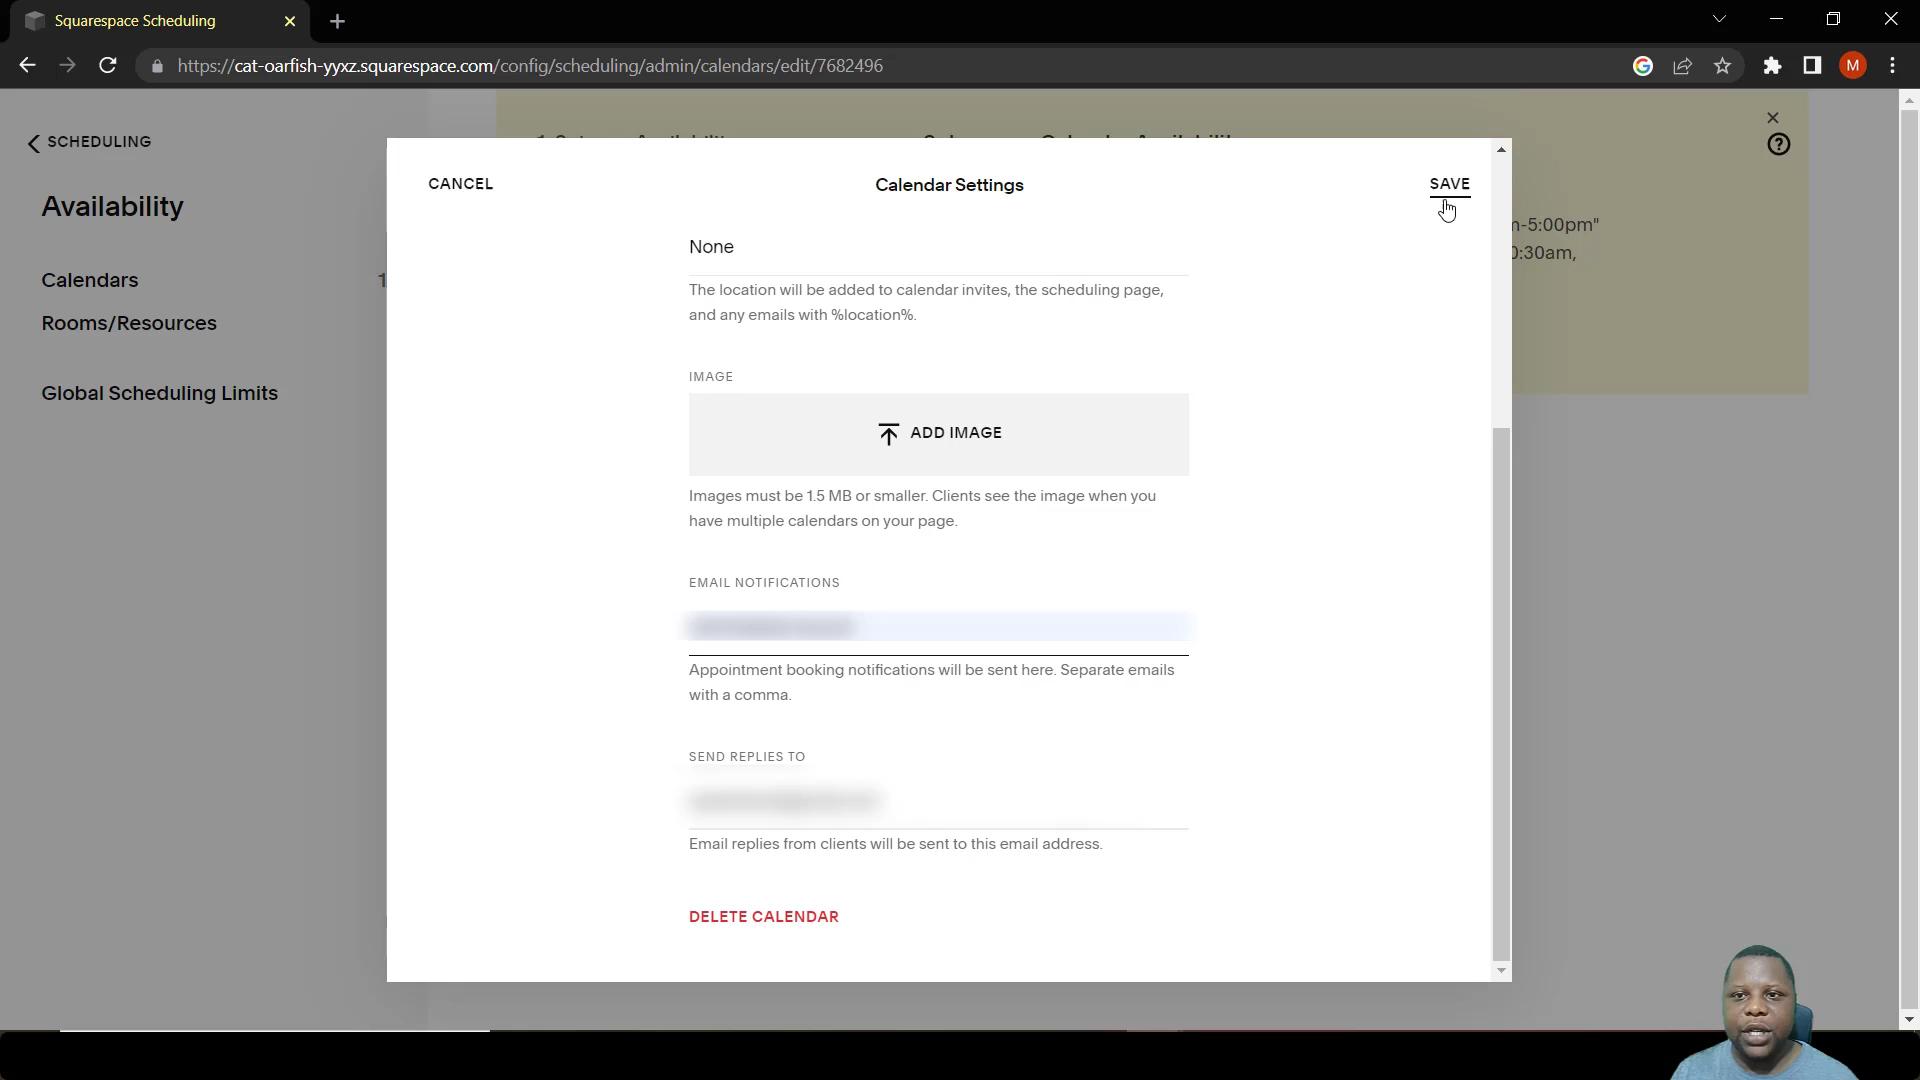 Squarespace Scheduling
https://cat-oarfish-yyxz.squarespace.com/config/scheduling/admin/calendars/edit/7682496
M
SCHEDULING
Availability
Calendars 1
Rooms/Resources
Global Scheduling Limits
CANCEL
Calendar Settings
SAVE
-5:00pm"
0:30am,
None
The location will be added to calendar invites, the scheduling page,
and any emails with %location%.
IMAGE
ADD IMAGE
Images must be 1.5 MB or smaller. Clients see the image when you
have multiple calendars on your page.
EMAIL NOTIFICATIONS
Appointment booking notifications will be sent here. Separate emails
with a comma.
SEND REPLIES TO
Email replies from clients will be sent to this email address.
DELETE CALENDAR